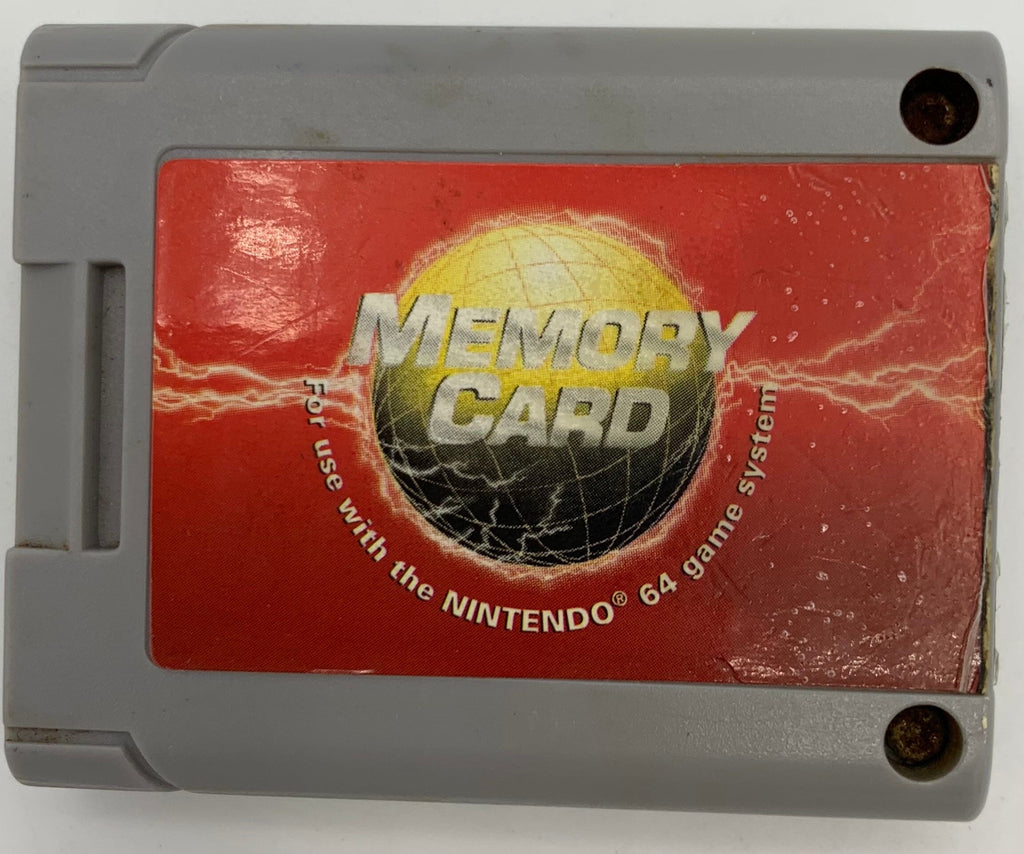 MEMORY
CARD
For use with the NINTENDO® 64 game system